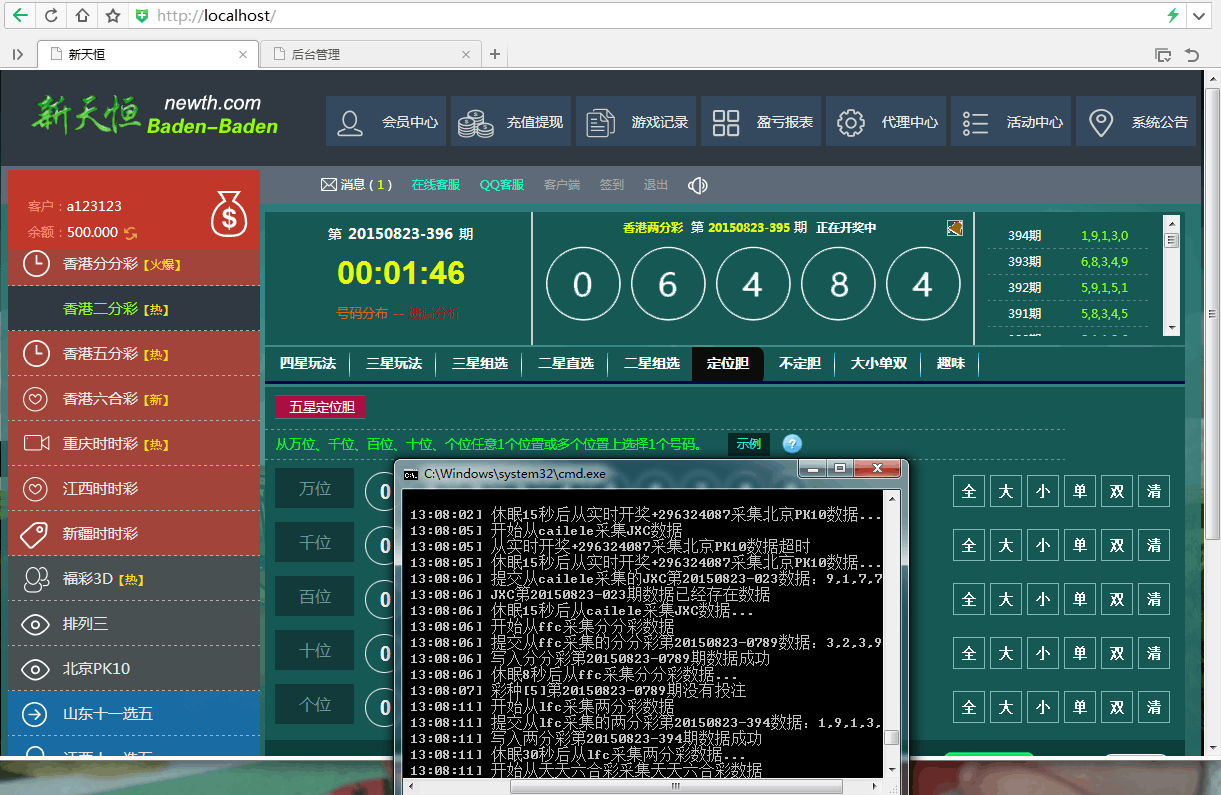 http://localhost/
新天恒
后台管理
新天恒 newth.com
Baden-Baden
会员中心
充值提现
游戏记录
盈亏报表
代理中心
活动中心
系统公告
消息 ( 1 ) 在线客服 QQ客服 客户端 签到 退出
客户：a123123
余额：500.000
香港分分彩【火爆】
香港二分彩【热】
香港五分彩【热】
香港六合彩【新】
重庆时时彩【热】
江西时时彩
新疆时时彩
福彩3D【热】
排列三
北京PK10
山东十一选五
第 20150823-396 期
00:01:46
号码分布 -- 遗漏分析
香港两分彩 第 20150823-395 期 正在开奖中
0 6 4 8 4
394期 1,9,1,3,0
393期 6,8,3,4,9
392期 5,9,1,5,1
391期 5,8,3,4,5
四星玩法 三星玩法 三星组选 二星直选 二星组选 定位胆 不定胆 大小单双 趣味
五星定位胆
从万位、千位、百位、十位、个位任意1个位置或多个位置上选择1个号码。 示例 ?
万位 0 全 大 小 单 双 清
千位 0 全 大 小 单 双 清
百位 0 全 大 小 单 双 清
十位 0 全 大 小 单 双 清
个位 0 全 大 小 单 双 清
C:\Windows\system32\cmd.exe
13:08:02] 休眠15秒后从实时开奖+296324087采集北京PK10数据...
13:08:05] 开始从cailele采集JXC数据
13:08:05] 从实时开奖+296324087采集北京PK10数据超时
13:08:05] 休眠15秒后从实时开奖+296324087采集北京PK10数据...
13:08:06] 提交从cailele采集的JXC第20150823-023数据：9,1,7,7
13:08:06] JXC第20150823-023期数据已经存在数据
13:08:06] 休眠15秒后从cailele采集JXC数据...
13:08:06] 开始从ffc采集分分彩数据
13:08:06] 提交从ffc采集的分分彩第20150823-0789数据：3,2,3,9
13:08:06] 写入分分彩第20150823-0789期数据成功
13:08:06] 休眠8秒后从ffc采集分分彩数据...
13:08:07] 彩种[5]第20150823-0789期没有投注
13:08:11] 开始从lfc采集两分彩数据
13:08:11] 提交从lfc采集的两分彩第20150823-394数据：1,9,1,3,
13:08:11] 写入两分彩第20150823-394期数据成功
13:08:11] 休眠30秒后从lfc采集两分彩数据...
13:08:11] 开始从天天六合彩采集天天六合彩数据